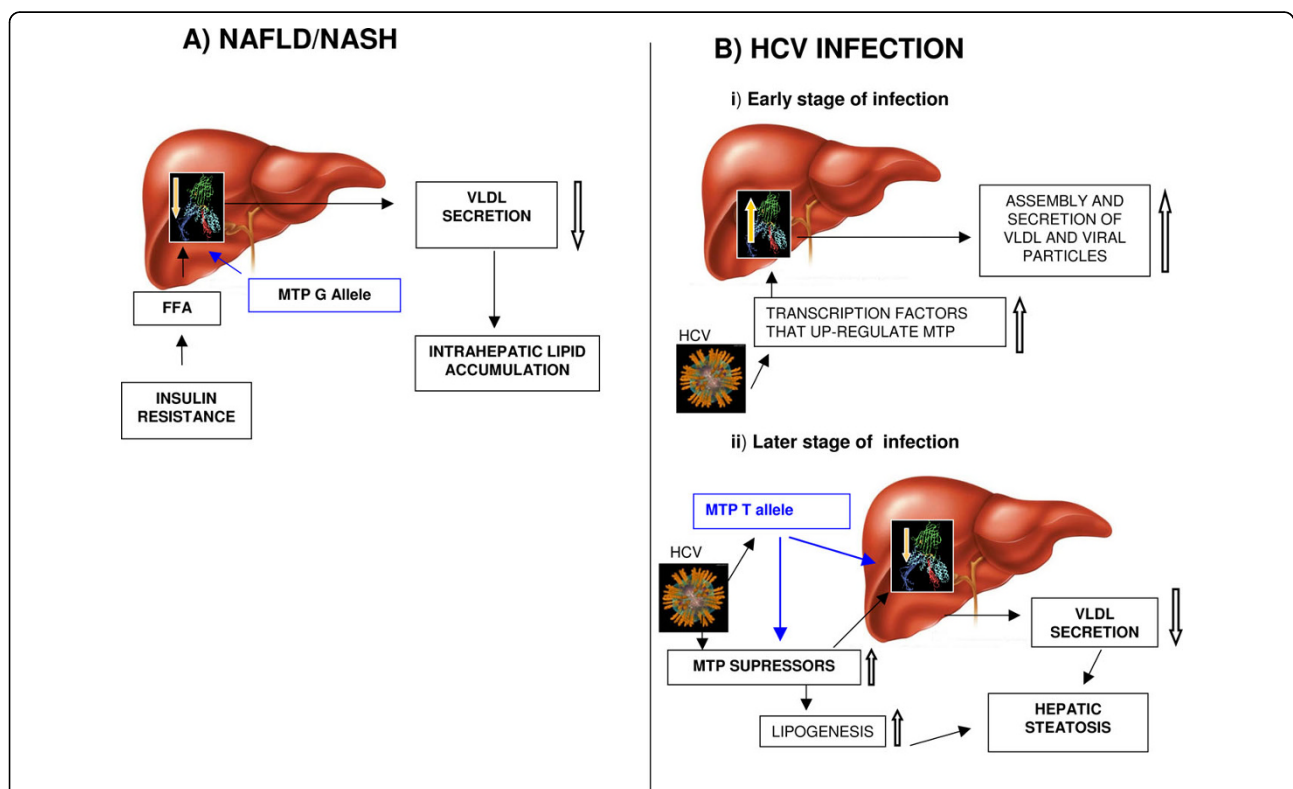 A) NAFLD/NASH
VLDL
SECRETION
MTP G Allele
FFA
INTRAHEPATIC LIPID
ACCUMULATION
INSULIN
RESISTANCE
B) HCV INFECTION
i) Early stage of infection
ASSEMBLY AND
SECRETION OF
VLDL AND VIRAL
PARTICLES
TRANSCRIPTION FACTORS
THAT UP-REGULATE MTP
HCV
ii) Later stage of infection
MTP T allele
HCV
VLDL
SECRETION
MTP SUPRESSORS
HEPATIC
STEATOSIS
LIPOGENESIS